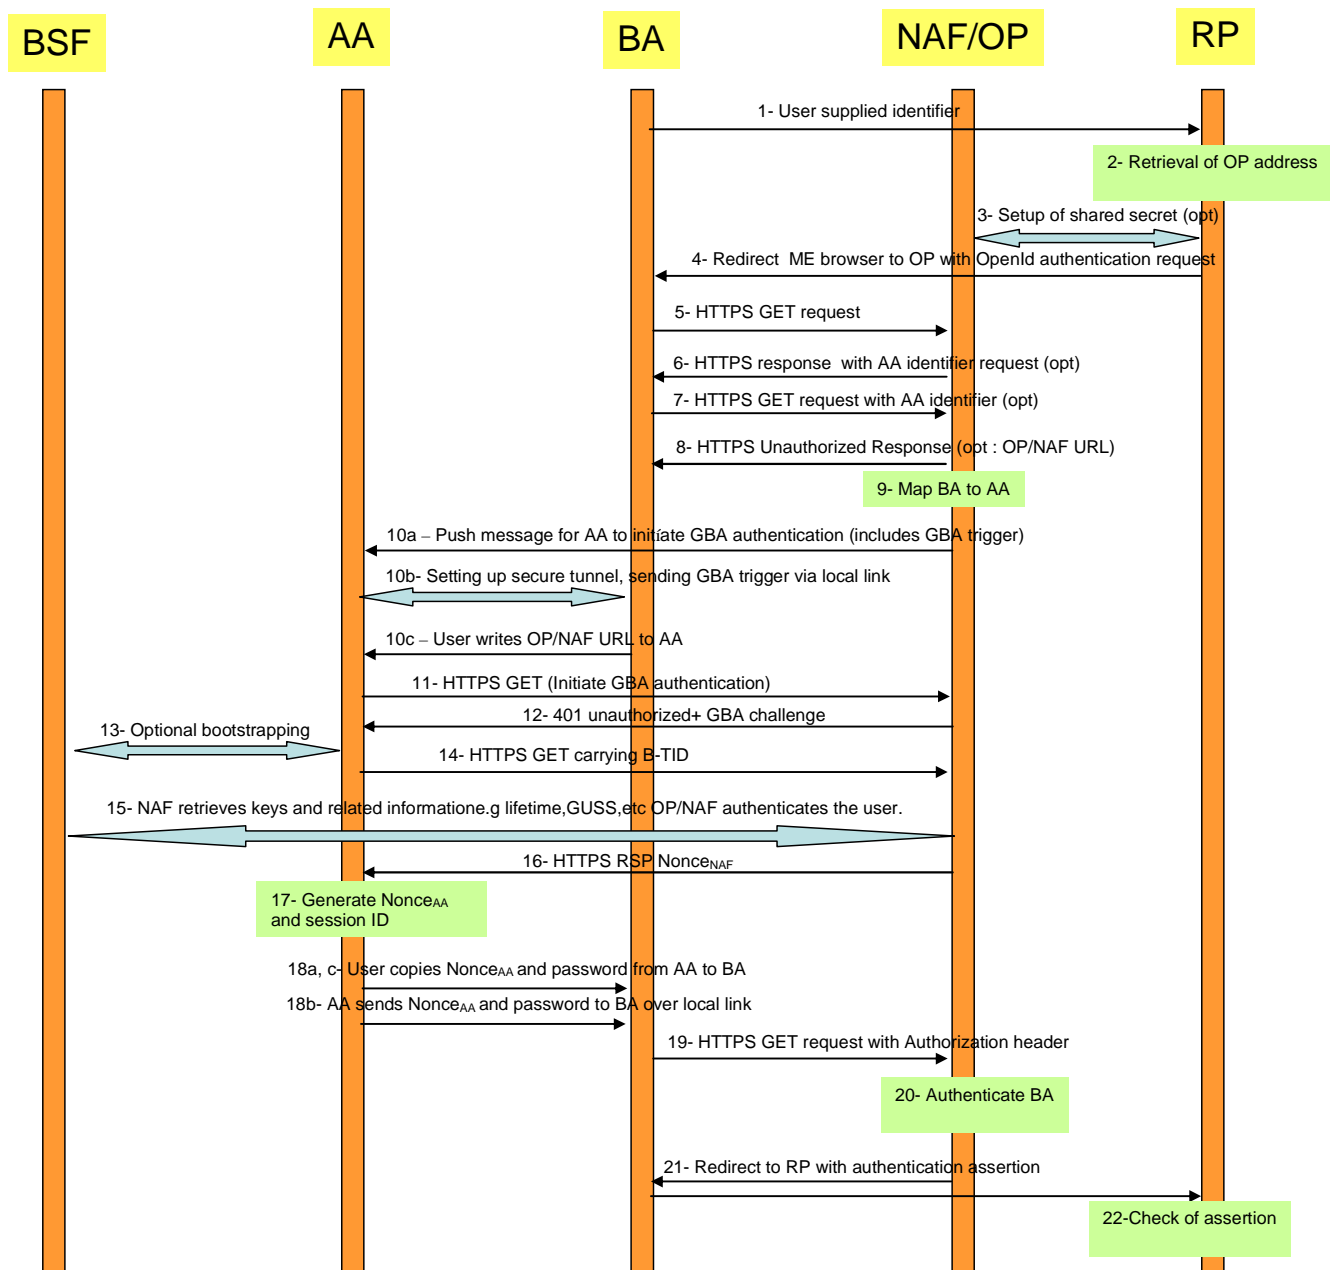 BSF
AA
BA
NAF/OP
RP
1- User supplied identifier
2- Retrieval of OP address
3- Setup of shared secret (opt)
4- Redirect ME browser to OP with OpenId authentication request
5- HTTPS GET request
6- HTTPS response with AA identifier request (opt)
7- HTTPS GET request with AA identifier (opt)
8- HTTPS Unauthorized Response (opt : OP/NAF URL)
9- Map BA to AA
10a – Push message for AA to initiate GBA authentication (includes GBA trigger)
10b- Setting up secure tunnel, sending GBA trigger via local link
10c – User writes OP/NAF URL to AA
11- HTTPS GET (Initiate GBA authentication)
12- 401 unauthorized+ GBA challenge
13- Optional bootstrapping
14- HTTPS GET carrying B-TID
15- NAF retrieves keys and related informatione.g lifetime,GUSS,etc OP/NAF authenticates the user.
16- HTTPS RSP NonceNAF
17- Generate NonceAA
and session ID
18a, c- User copies NonceAA and password from AA to BA
18b- AA sends NonceAA and password to BA over local link
19- HTTPS GET request with Authorization header
20- Authenticate BA
21- Redirect to RP with authentication assertion
22-Check of assertion